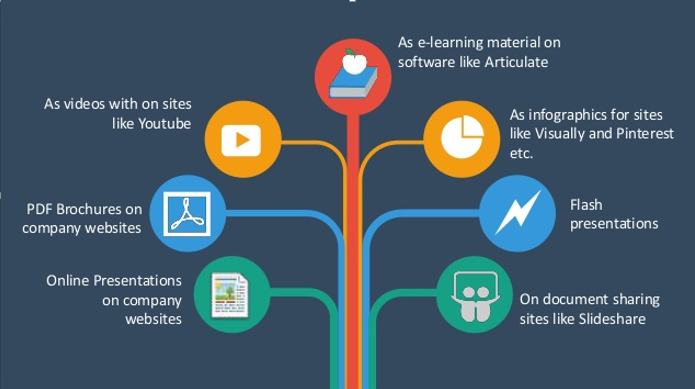 As e-learning material on
software like Articulate
As videos with on sites
like Youtube
As infographics for sites
like Visually and Pinterest
etc.
PDF Brochures on
company websites
Flash
presentations
Online Presentations
on company
websites
On document sharing
sites like Slideshare